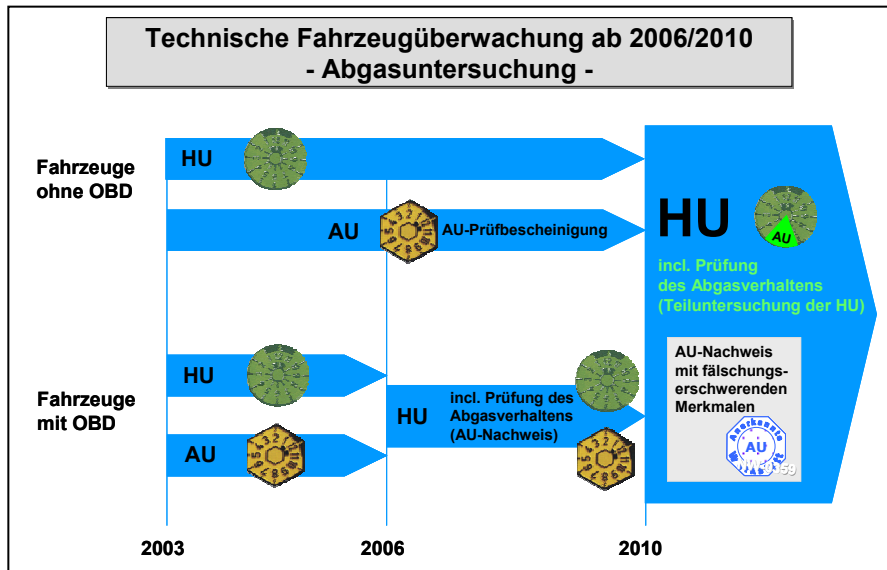 Technische Fahrzeugüberwachung ab 2006/2010
- Abgasuntersuchung -
Fahrzeuge
ohne OBD
HU
AU
AU-Prüfbescheinigung
HU
AU
incl. Prüfung
des Abgasverhaltens
(Teiluntersuchung der HU)
Fahrzeuge
mit OBD
HU
AU
HU
incl. Prüfung des
Abgasverhaltens
(AU-Nachweis)
AU-Nachweis
mit fälschungs-
erschwerenden
Merkmalen
Anerkannte
AU
2003
2006
2010